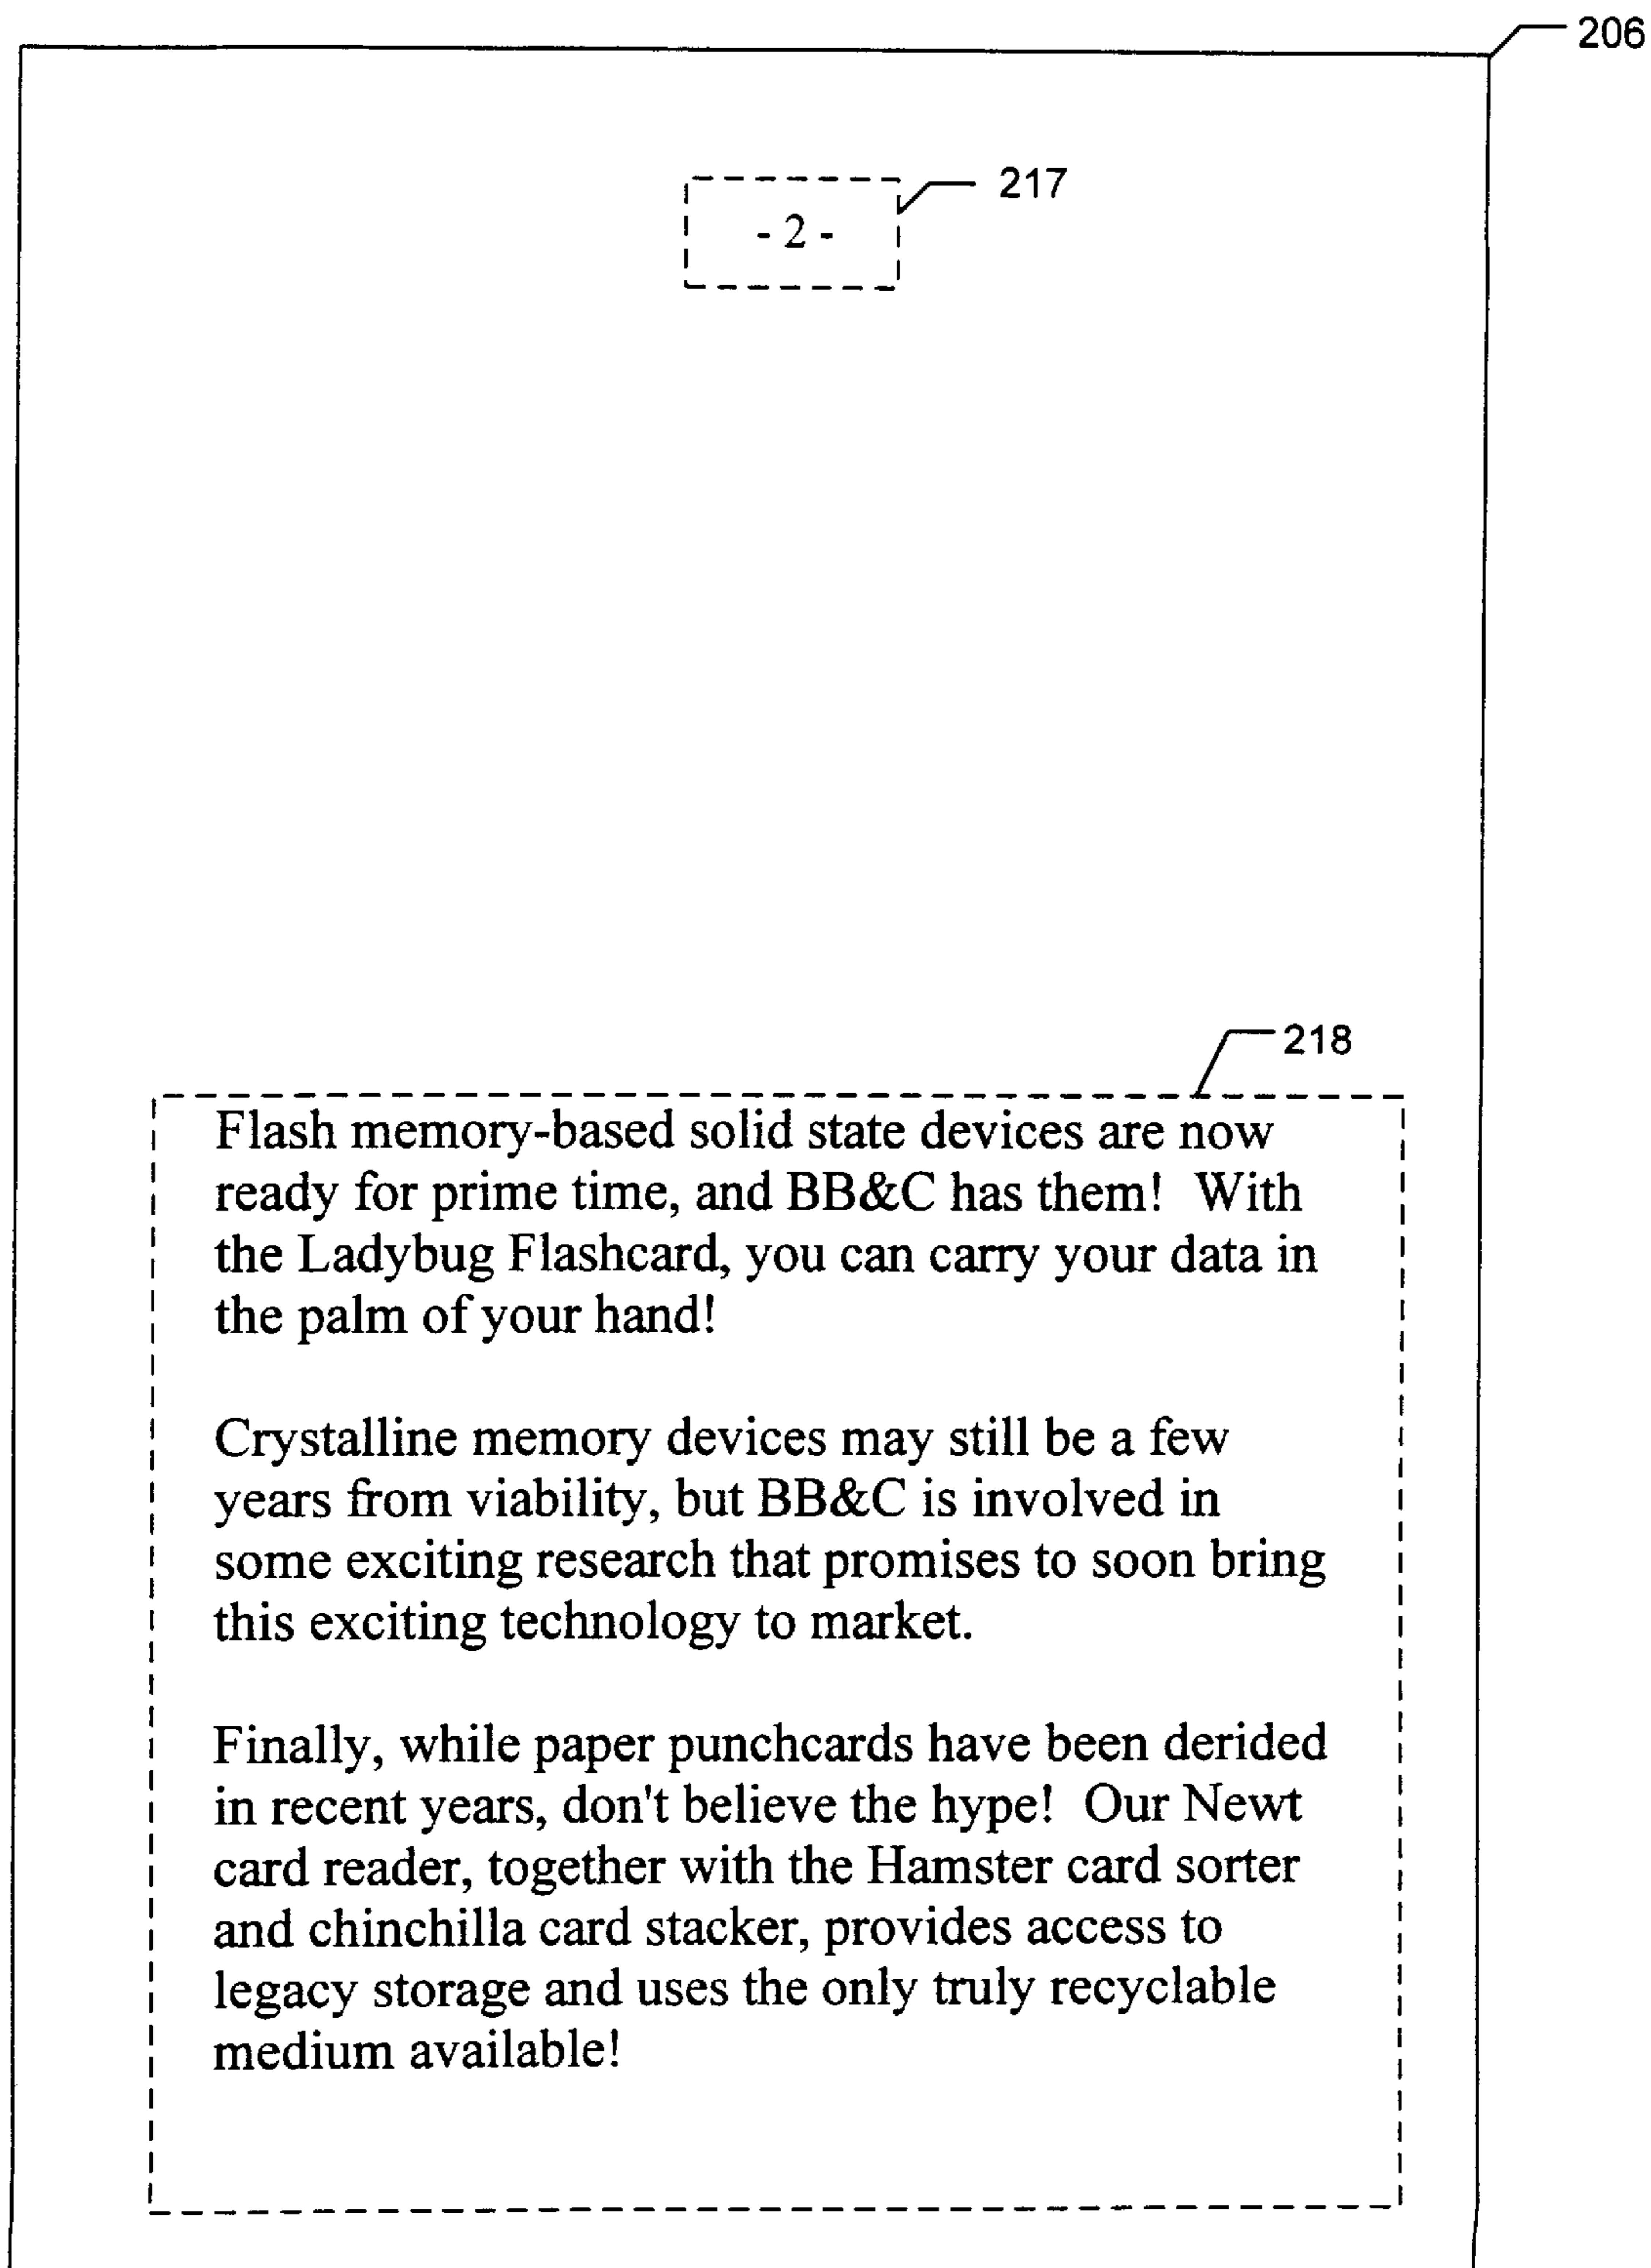 206
217
- 2 -
218
Flash memory-based solid state devices are now
ready for prime time, and BB&C has them!  With
the Ladybug Flashcard, you can carry your data in
the palm of your hand!
Crystalline memory devices may still be a few
years from viability, but BB&C is involved in
some exciting research that promises to soon bring
this exciting technology to market.
Finally, while paper punchcards have been derided
in recent years, don't believe the hype!  Our Newt
card reader, together with the Hamster card sorter
and chinchilla card stacker, provides access to
legacy storage and uses the only truly recyclable
medium available!